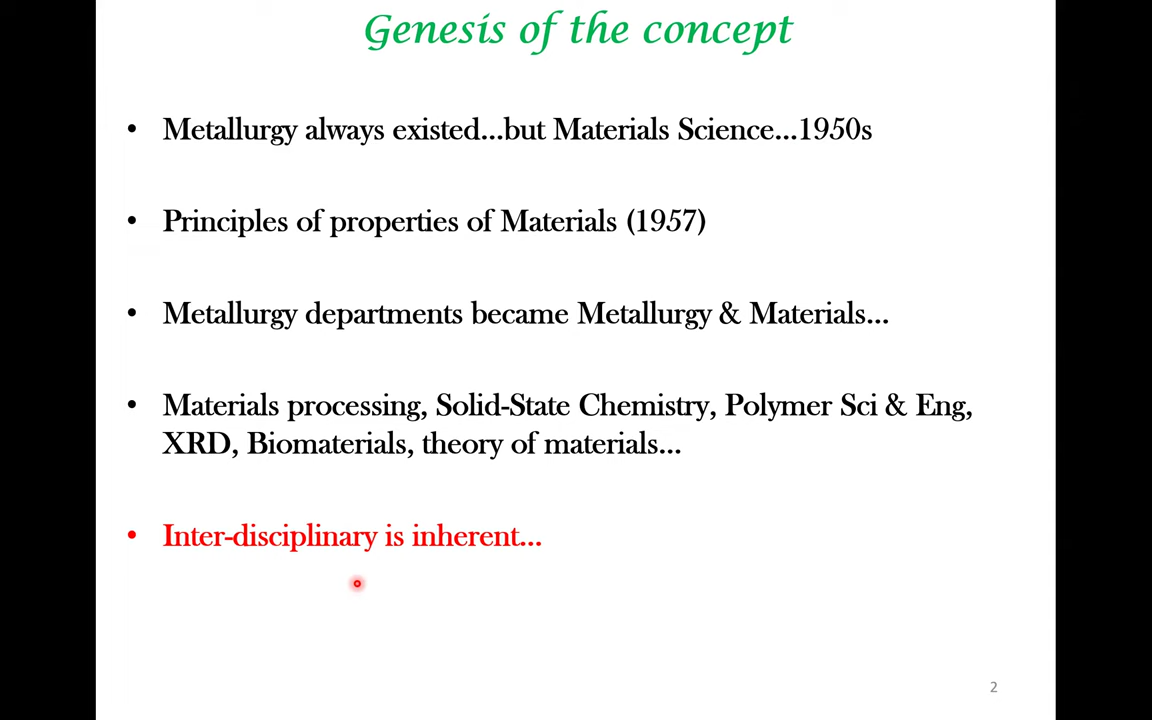 Genesis of the concept
• Metallurgy always existed...but Materials Science...1950s
• Principles of properties of Materials (1957)
• Metallurgy departments became Metallurgy & Materials...
• Materials processing, Solid-State Chemistry, Polymer Sci & Eng,
XRD, Biomaterials, theory of materials...
• Inter-disciplinary is inherent...
2